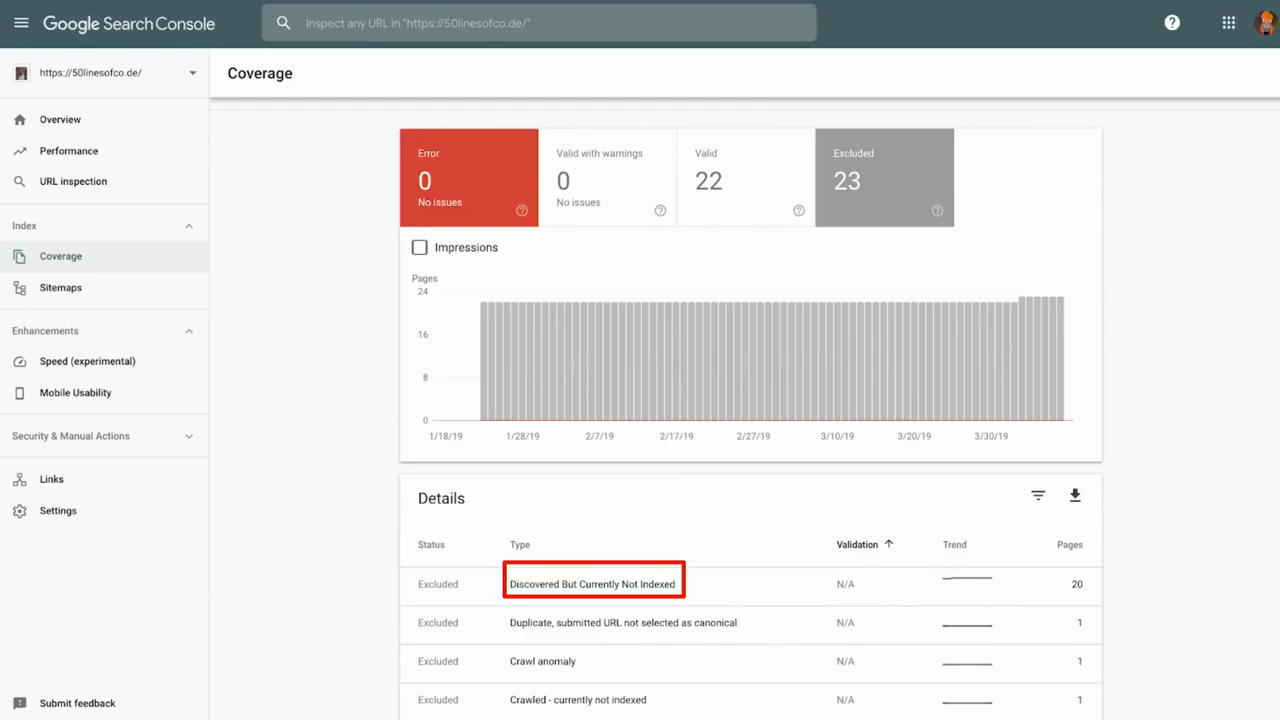 Google Search Console
Inspect any URL in "https://50linesofco.de/"
https://50linesofco.de/
Coverage
Overview
Performance
URL inspection
Index
Coverage
Sitemaps
Enhancements
Speed (experimental)
Mobile Usability
Security & Manual Actions
Links
Settings
Submit feedback
Error
0
No issues
Valid with warnings
0
No issues
Valid
22
Excluded
23
Impressions
Pages
24
16
8
0
1/18/19 1/28/19 2/7/19 2/17/19 2/27/19 3/10/19 3/20/19 3/30/19
Details
Status Type Validation Trend Pages
Excluded Discovered But Currently Not Indexed N/A 20
Excluded Duplicate, submitted URL not selected as canonical N/A 1
Excluded Crawl anomaly N/A 1
Excluded Crawled - currently not indexed N/A 1